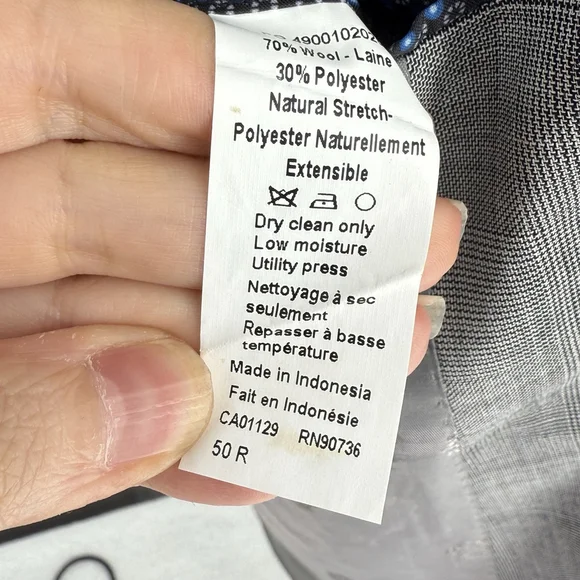 4900102
70% Wool - Laine
30% Polyester
Natural Stretch-
Polyester Naturellement
Extensible
Dry clean only
Low moisture
Utility press
Nettoyage à sec
seulement
Repasser à basse
température
Made in Indonesia
Fait en Indonésie
CA01129 RN90736
50 R